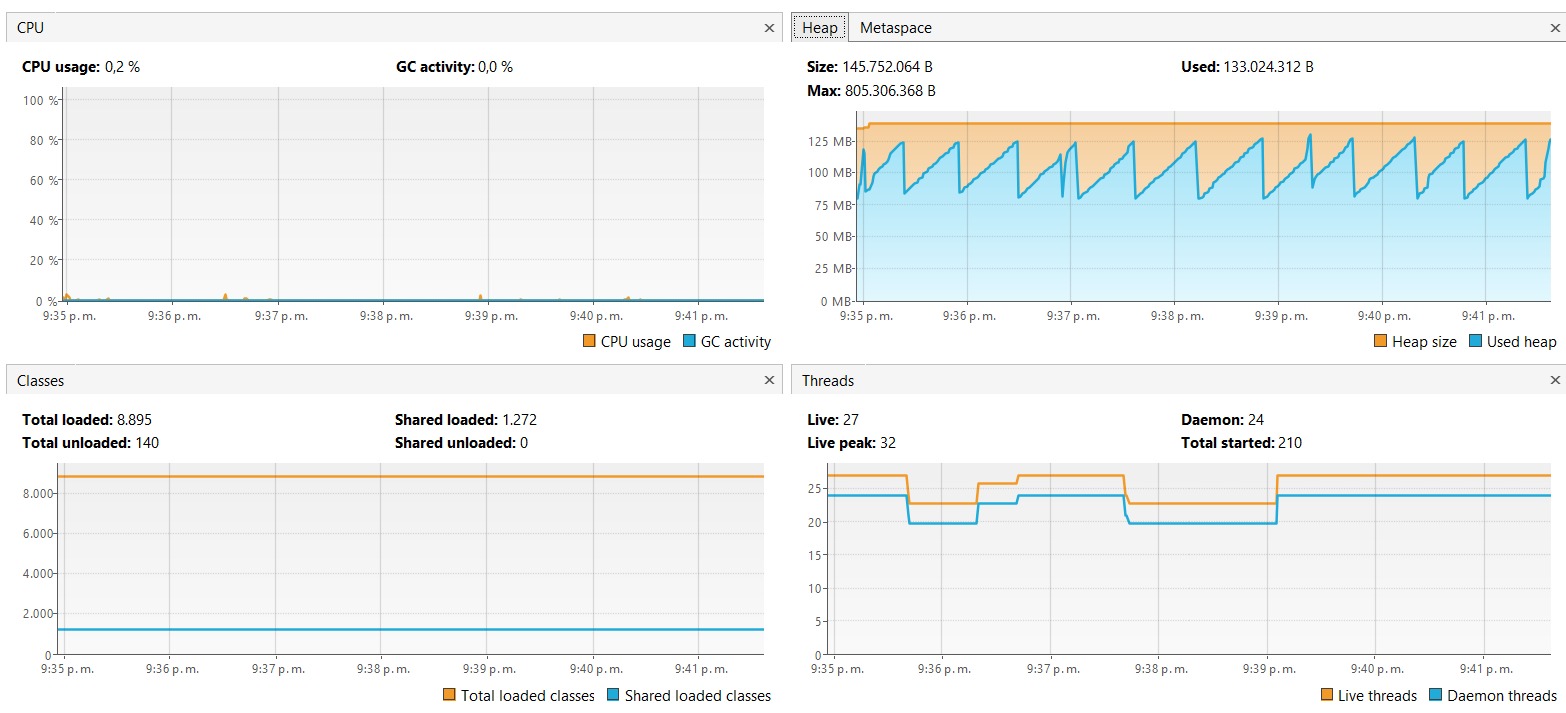 CPU ×
CPU usage: 0,2 % GC activity: 0,0 %
100 %
80 %
60 %
40 %
20 %
0 %
9:35 p. m. 9:36 p. m. 9:37 p. m. 9:38 p. m. 9:39 p. m. 9:40 p. m. 9:41 p. m.
CPU usage GC activity
Heap Metaspace ×
Size: 145.752.064 B Used: 133.024.312 B
Max: 805.306.368 B
125 MB
100 MB
75 MB
50 MB
25 MB
0 MB
9:35 p. m. 9:36 p. m. 9:37 p. m. 9:38 p. m. 9:39 p. m. 9:40 p. m. 9:41 p. m.
Heap size Used heap
Classes ×
Total loaded: 8.895 Shared loaded: 1.272
Total unloaded: 140 Shared unloaded: 0
8.000
6.000
4.000
2.000
0
9:35 p. m. 9:36 p. m. 9:37 p. m. 9:38 p. m. 9:39 p. m. 9:40 p. m. 9:41 p. m.
Total loaded classes Shared loaded classes
Threads ×
Live: 27 Daemon: 24
Live peak: 32 Total started: 210
25
20
15
10
5
0
9:35 p. m. 9:36 p. m. 9:37 p. m. 9:38 p. m. 9:39 p. m. 9:40 p. m. 9:41 p. m.
Live threads Daemon threads